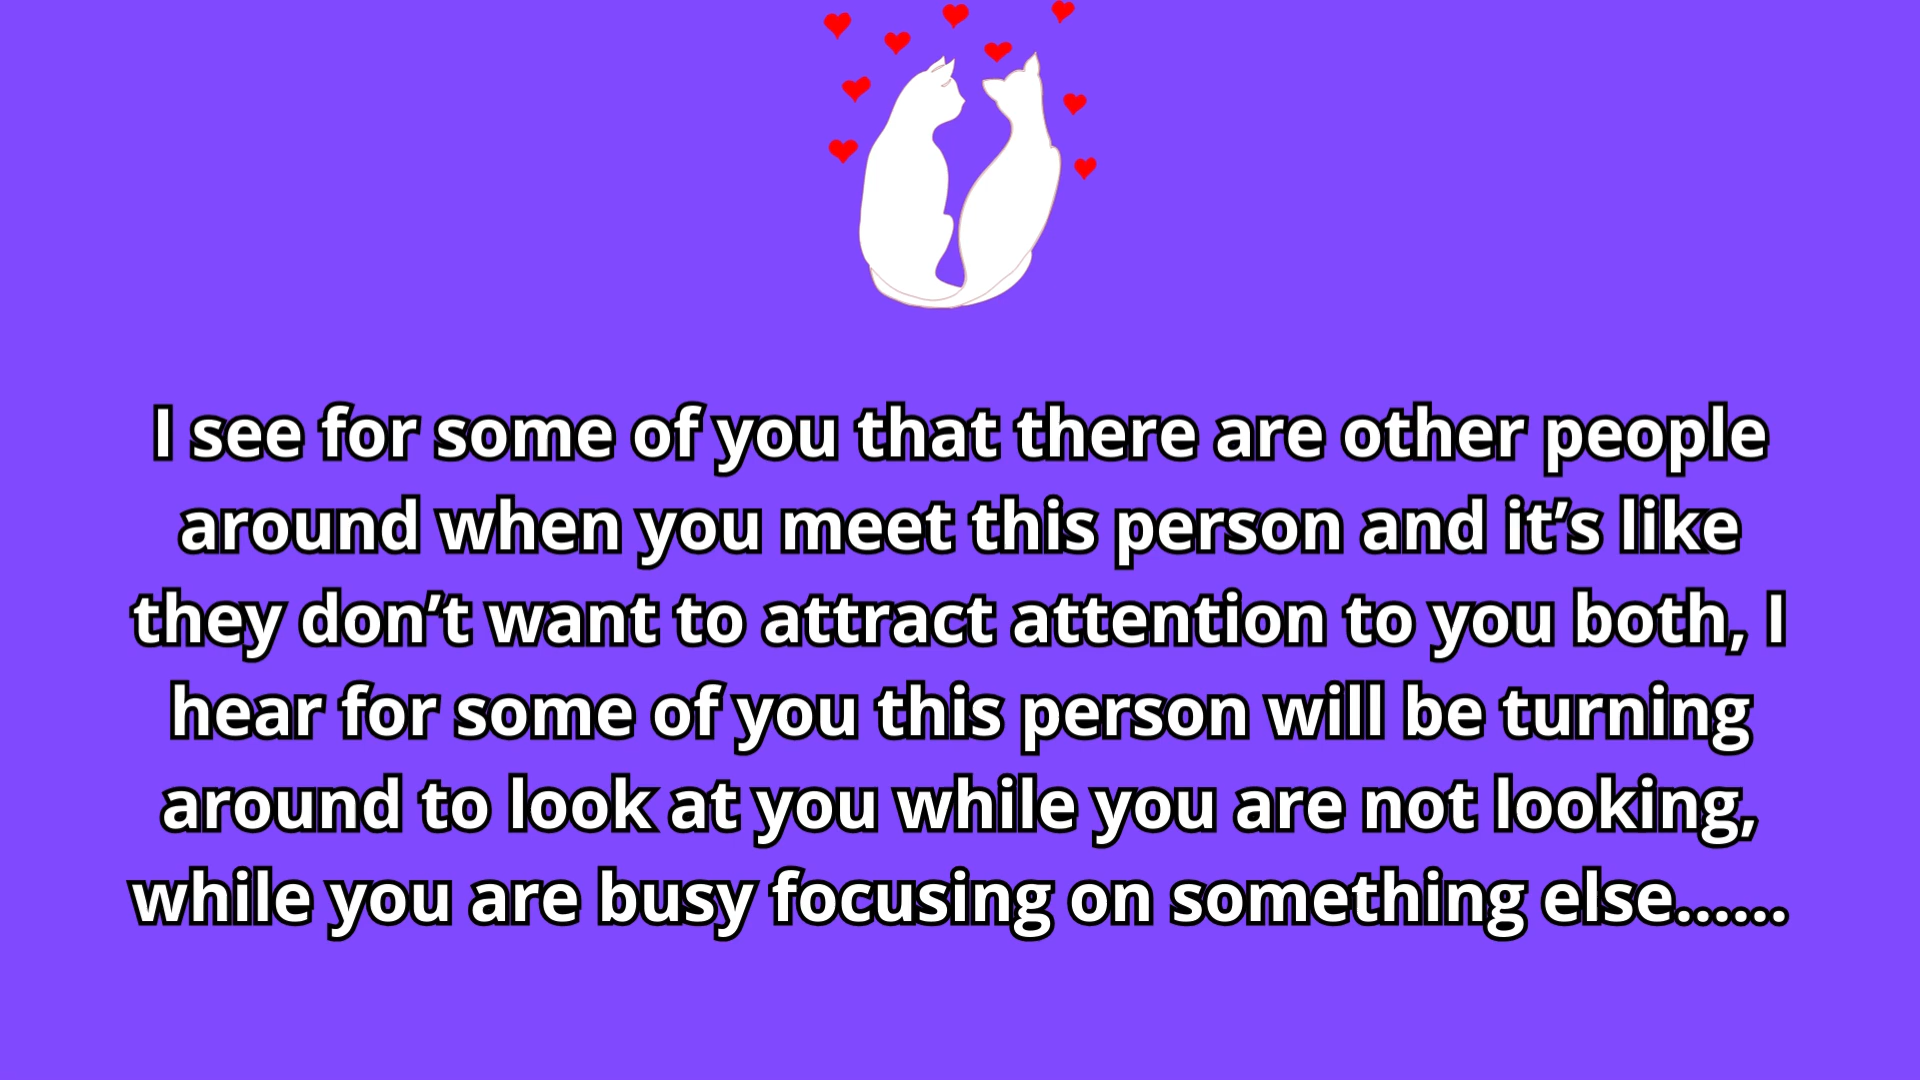 I see for some of you that there are other people
around when you meet this person and it’s like
they don’t want to attract attention to you both, I
hear for some of you this person will be turning
around to look at you while you are not looking,
while you are busy focusing on something else......